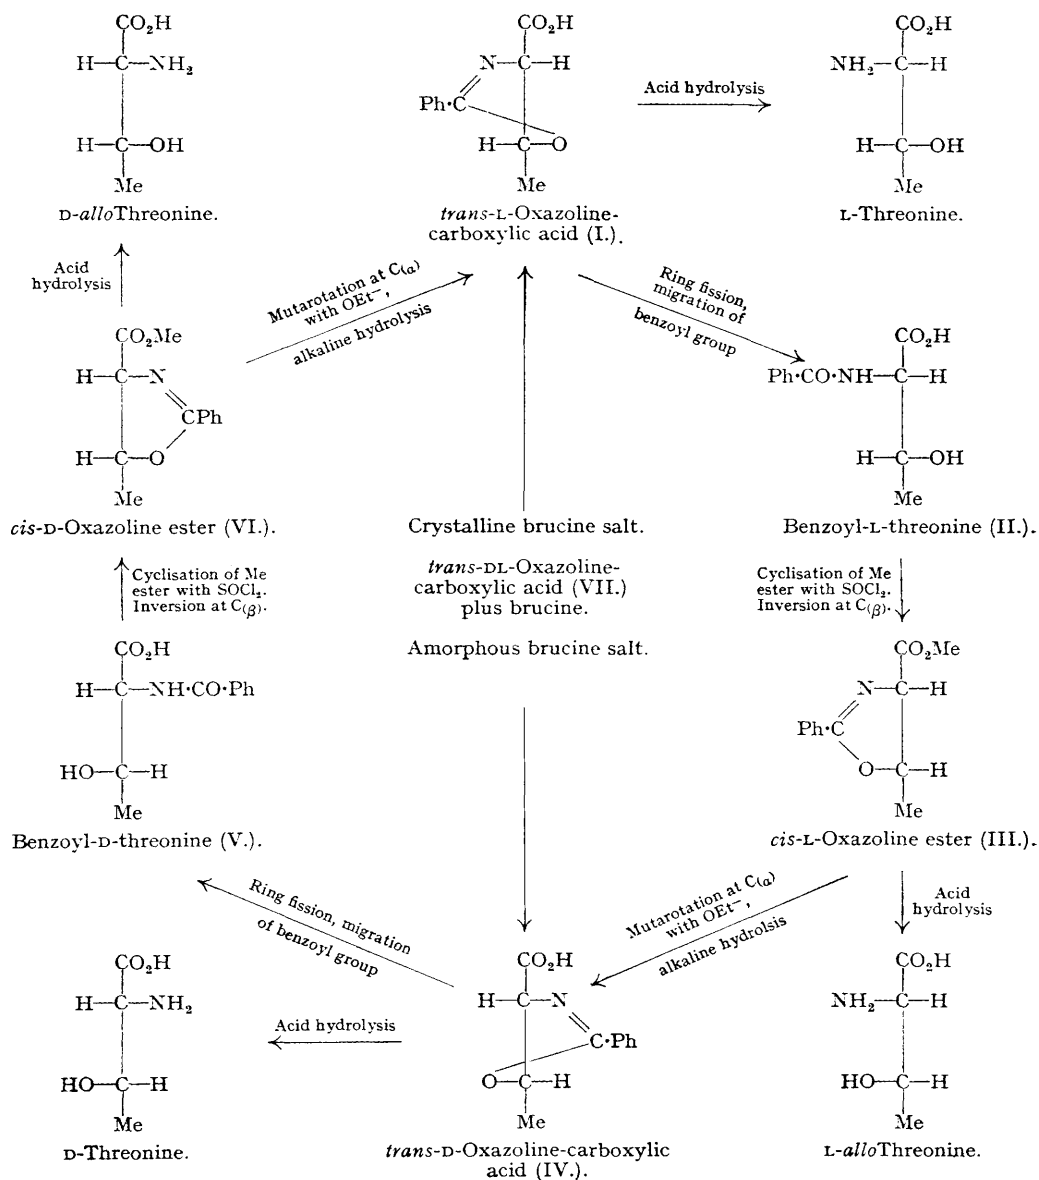 CO₂H
H—C—NH₂
H—C—OH
Me
D-alloThreonine.
CO₂H
N—C—H
Ph·C
H—C—O
Me
trans-L-Oxazoline-
carboxylic acid (I.).
Acid hydrolysis
CO₂H
NH₂—C—H
H—C—OH
Me
L-Threonine.
Acid
hydrolysis
Mutarotation at C(α)
with OEt⁻,
alkaline hydrolysis
Ring fission,
migration of
benzoyl group
CO₂Me
H—C—N
CPh
H—C—O
Me
cis-D-Oxazoline ester (VI.).
CO₂H
Ph·CO·NH—C—H
H—C—OH
Me
Benzoyl-L-threonine (II.).
Crystalline brucine salt.
trans-DL-Oxazoline-
carboxylic acid (VII.)
plus brucine.
Amorphous brucine salt.
Cyclisation of Me
ester with SOCl₂.
Inversion at C(β).
Cyclisation of Me
ester with SOCl₂.
Inversion at C(β).
CO₂H
H—C—NH·CO·Ph
HO—C—H
Me
Benzoyl-D-threonine (V.).
CO₂Me
N—C—H
Ph·C
O—C—H
Me
cis-L-Oxazoline ester (III.).
Ring fission, migration
of benzoyl group
Mutarotation at C(α)
with OEt⁻,
alkaline hydrolsis
Acid
hydrolysis
CO₂H
H—C—NH₂
HO—C—H
Me
D-Threonine.
Acid hydrolysis
CO₂H
H—C—N
C·Ph
O—C—H
Me
trans-D-Oxazoline-carboxylic
acid (IV.).
CO₂H
NH₂—C—H
HO—C—H
Me
L-alloThreonine.